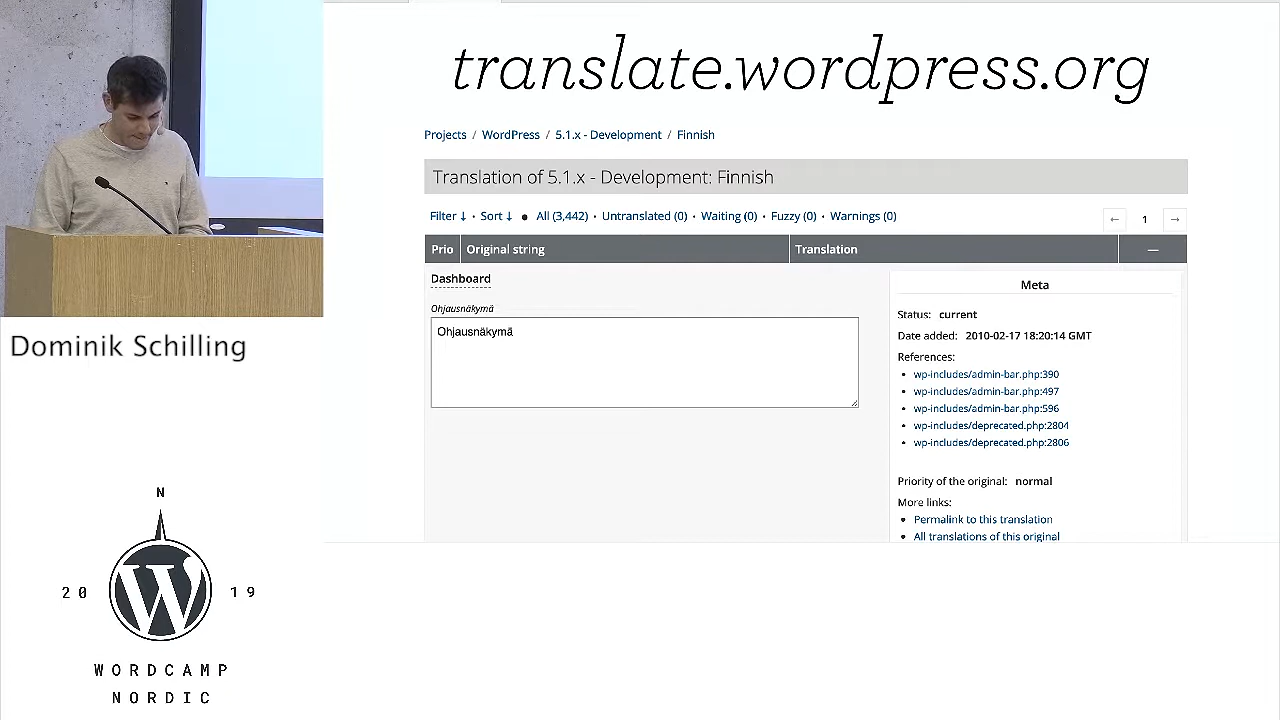 translate.wordpress.org
Projects / WordPress / 5.1.x - Development / Finnish
Translation of 5.1.x - Development: Finnish
Filter ↓ • Sort ↓ • All (3,442) • Untranslated (0) • Waiting (0) • Fuzzy (0) • Warnings (0)
← 1 →
Prio Original string Translation —
Dashboard
Ohjausnäkymä
Ohjausnäkymä
Meta
Status: current
Date added: 2010-02-17 18:20:14 GMT
References:
• wp-includes/admin-bar.php:390
• wp-includes/admin-bar.php:497
• wp-includes/admin-bar.php:596
• wp-includes/deprecated.php:2804
• wp-includes/deprecated.php:2806
Priority of the original: normal
More links:
• Permalink to this translation
• All translations of this original
Dominik Schilling
N
20 19
W
WORDCAMP
NORDIC